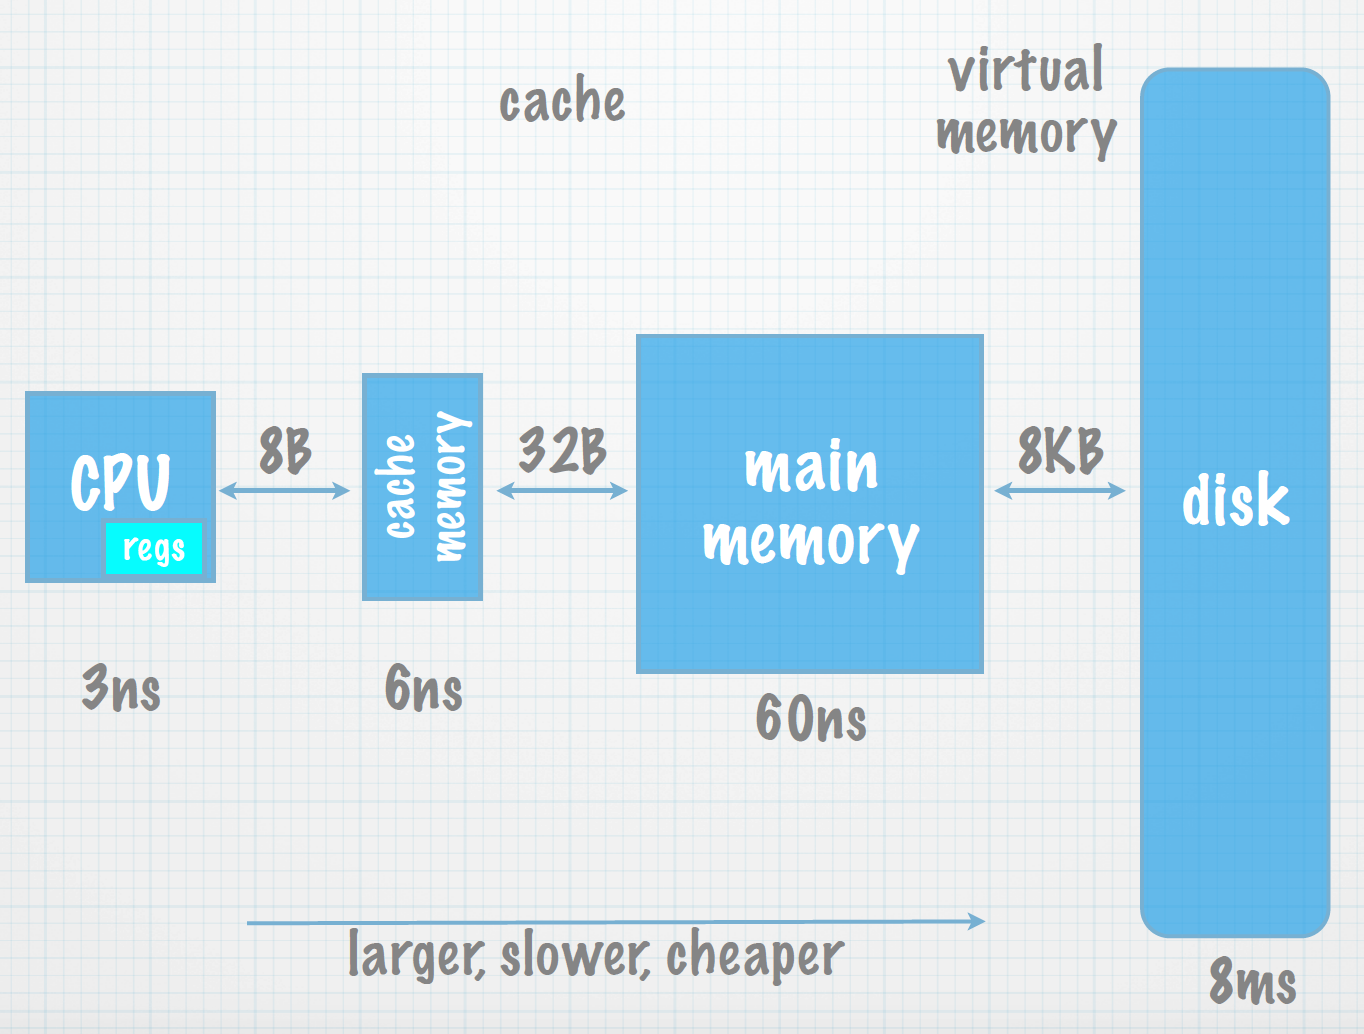 cache
virtual
memory
CPU
regs
8B
cache
memory
32B
main
memory
8KB
disk
3ns
6ns
60ns
8ms
larger, slower, cheaper